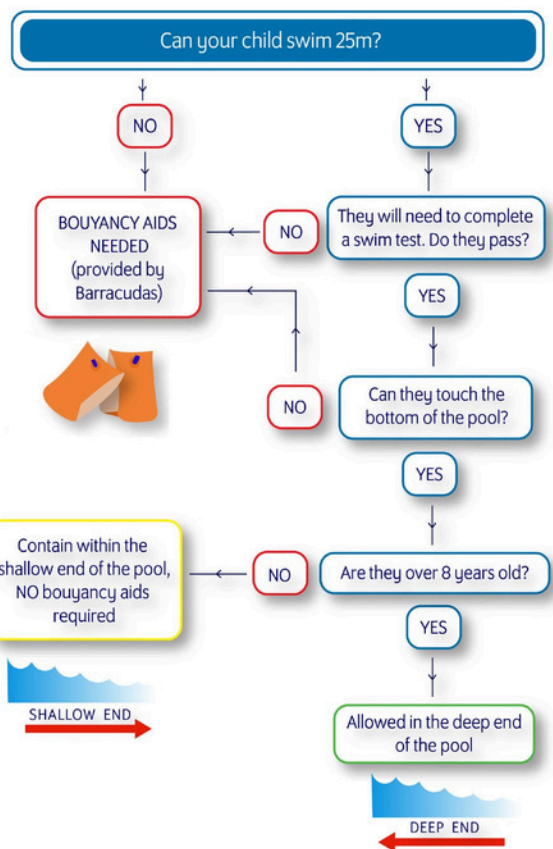 Can your child swim 25m?
NO
YES
BOUYANCY AIDS
NEEDED
(provided by
Barracudas)
NO
They will need to complete
a swim test. Do they pass?
YES
NO
Can they touch the
bottom of the pool?
YES
Contain within the
shallow end of the pool,
NO bouyancy aids
required
NO
Are they over 8 years old?
YES
SHALLOW END
Allowed in the deep end
of the pool
DEEP END